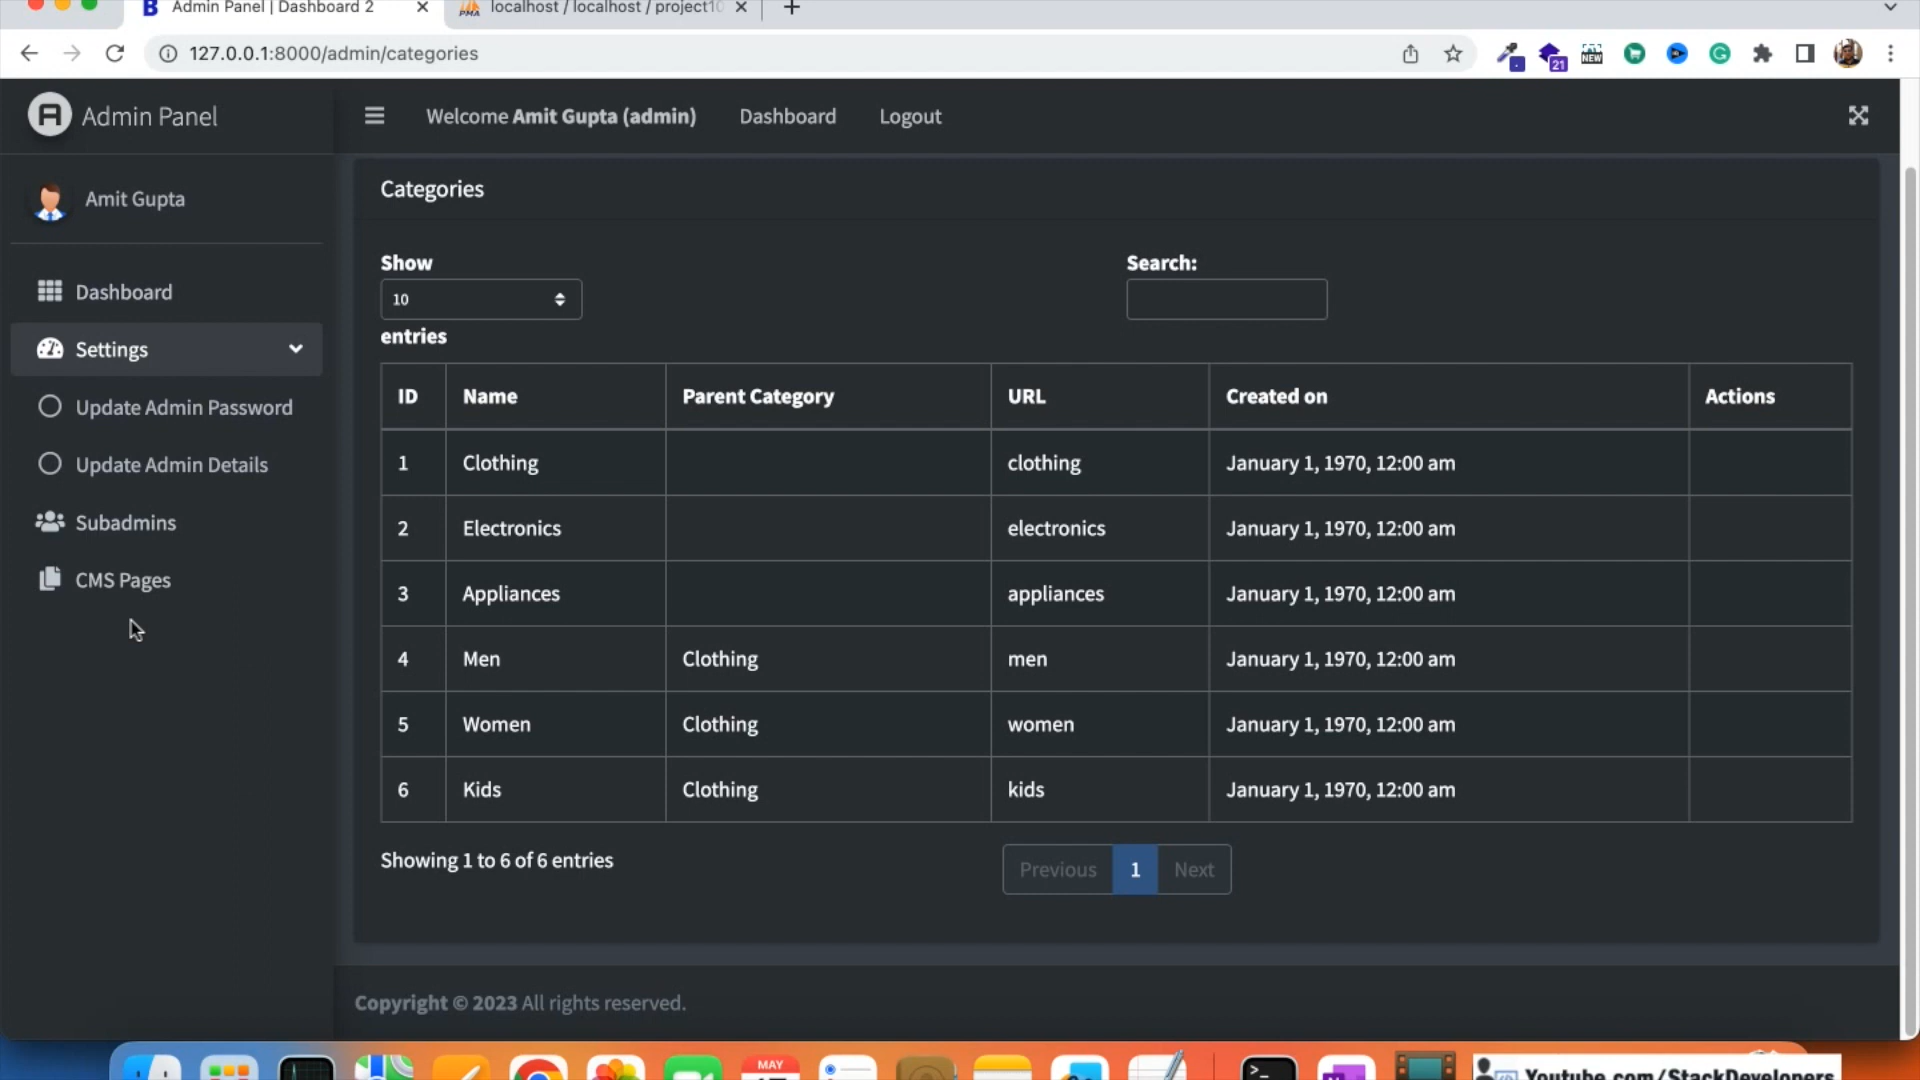 Admin Panel | Dashboard 2
localhost / localhost / project10
127.0.0.1:8000/admin/categories
21
NEW
Admin Panel
Welcome Amit Gupta (admin)
Dashboard
Logout
Amit Gupta
Dashboard
Settings
Update Admin Password
Update Admin Details
Subadmins
CMS Pages
Categories
Show
10
entries
Search:
ID Name Parent Category URL Created on Actions
1 Clothing clothing January 1, 1970, 12:00 am
2 Electronics electronics January 1, 1970, 12:00 am
3 Appliances appliances January 1, 1970, 12:00 am
4 Men Clothing men January 1, 1970, 12:00 am
5 Women Clothing women January 1, 1970, 12:00 am
6 Kids Clothing kids January 1, 1970, 12:00 am
Showing 1 to 6 of 6 entries
Previous 1 Next
Copyright © 2023 All rights reserved.
MAY
Youtube.com/StackDevelopers